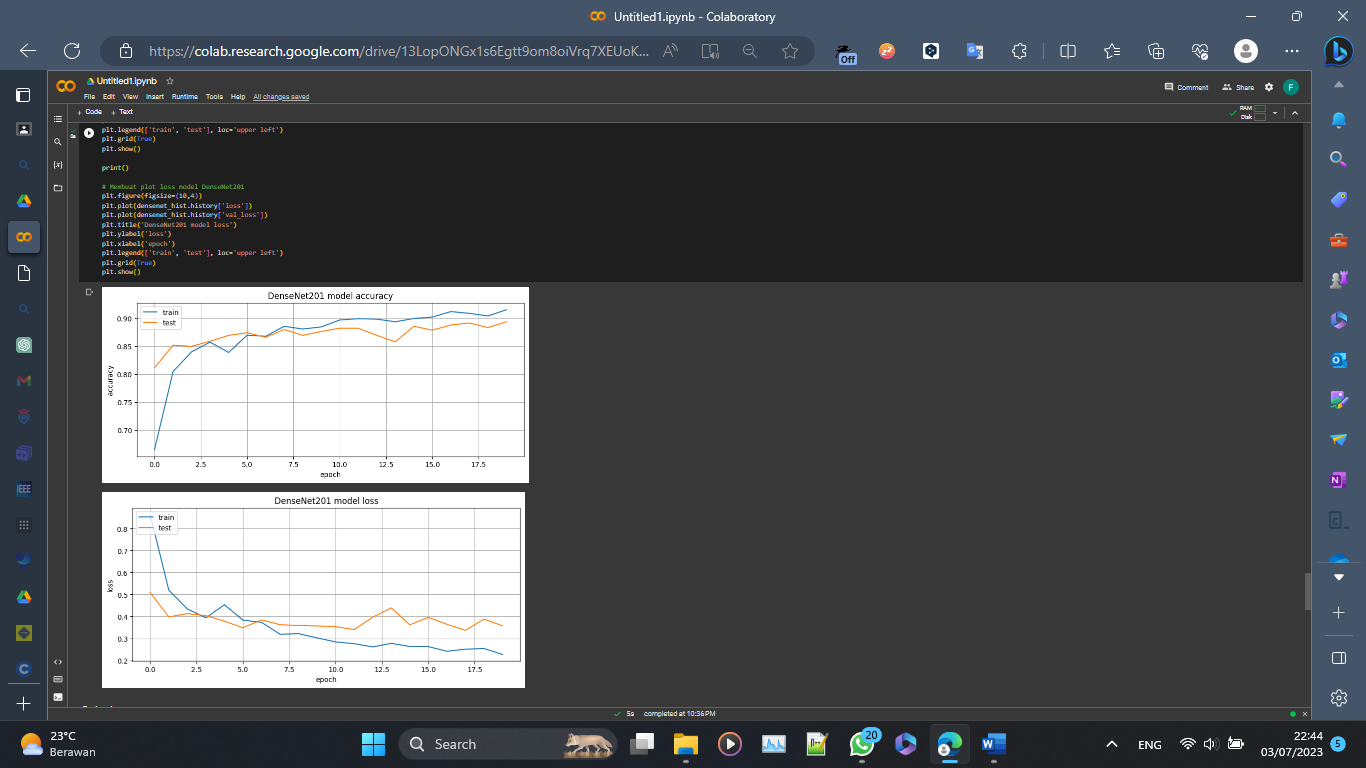 Untitled1.ipynb - Colaboratory
https://colab.research.google.com/drive/13LopONGx1s6Egtt9om8oiVrq7XEUoK...
Off
Untitled1.ipynb
File Edit View Insert Runtime Tools Help All changes saved
Comment Share F
+ Code + Text
RAM
Disk
plt.legend(['train', 'test'], loc='upper left')
plt.grid(True)
plt.show()
print()
# Membuat plot loss model DenseNet201
plt.figure(figsize=(10,4))
plt.plot(densenet_hist.history['loss'])
plt.plot(densenet_hist.history['val_loss'])
plt.title('DenseNet201 model loss')
plt.ylabel('loss')
plt.xlabel('epoch')
plt.legend(['train', 'test'], loc='upper left')
plt.grid(True)
plt.show()
DenseNet201 model accuracy
train
test
0.90
0.85
0.80
0.75
0.70
accuracy
0.0 2.5 5.0 7.5 10.0 12.5 15.0 17.5
epoch
DenseNet201 model loss
train
test
0.8
0.7
0.6
0.5
0.4
0.3
0.2
loss
0.0 2.5 5.0 7.5 10.0 12.5 15.0 17.5
epoch
5s completed at 10:36 PM
23°C
Berawan
Search
20
ENG
22:44
03/07/2023
5